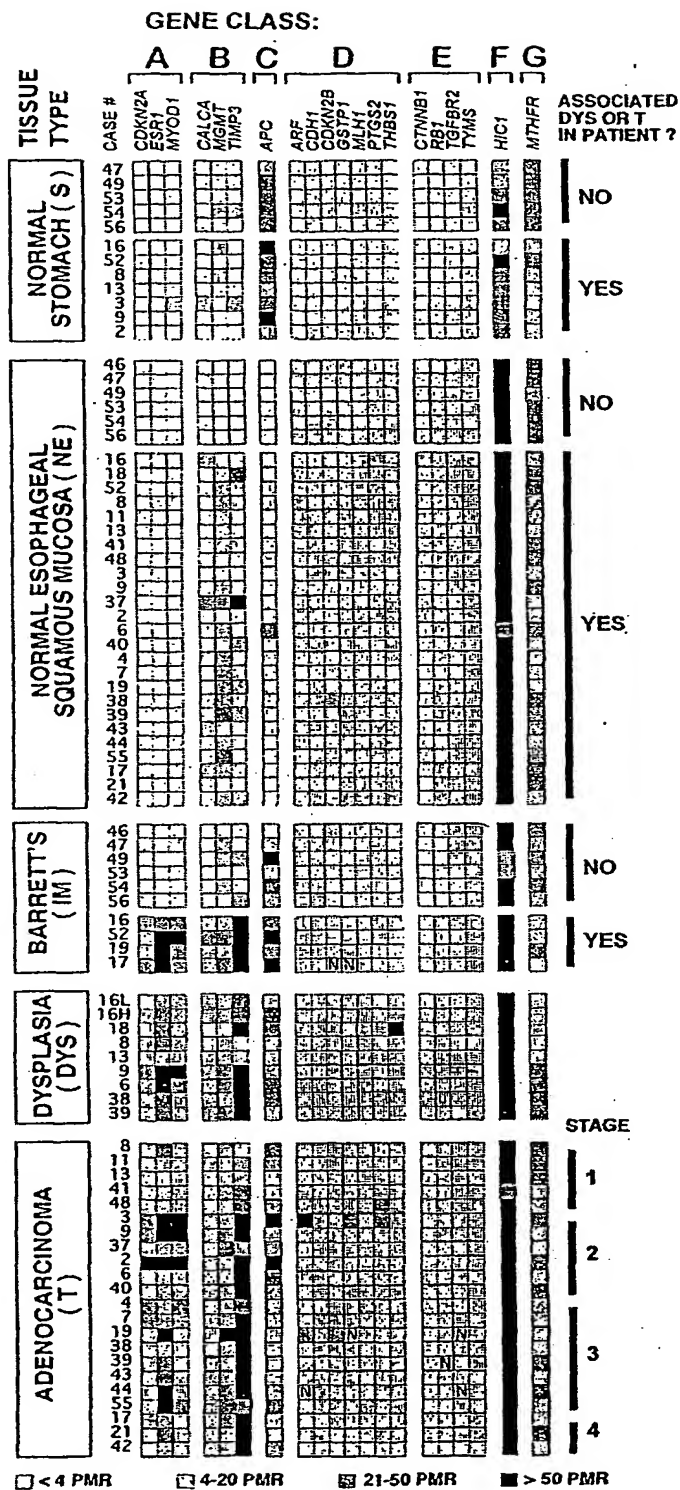 GENE CLASS:
A B C D E F G
TISSUE TYPE
CASE #
CDKN2A ESR1 MYOD1 CALCA MGMT TIMP3 APC ARF CDH1 CDKN2B GSTP1 MLH1 PTGS2 THBS1 CTNNB1 RB1 TGFBR2 TYMS HIC1 MTHFR
ASSOCIATED
DYS OR T
IN PATIENT ?
NORMAL
STOMACH (S)
47
49
53
54
56
NO
16
52
8
13
3
9
2
YES
NORMAL ESOPHAGEAL
SQUAMOUS MUCOSA (NE)
46
47
49
53
54
56
NO
16
18
52
8
11
13
41
48
3
9
37
2
6
40
4
7
19
38
39
43
44
55
17
21
42
YES
BARRETT'S
(IM)
46
47
49
53
54
56
NO
16
52
19
17 N N
YES
DYSPLASIA
(DYS)
16L
16H
18
8
13
9
6
38
39
STAGE
ADENOCARCINOMA
(T)
8
11
13
41
48
1
3
9
37
2
6
40
2
4
7
19 N N
38
39 N
43
44 N N
55
3
17
21
42
4
< 4 PMR 4-20 PMR 21-50 PMR > 50 PMR